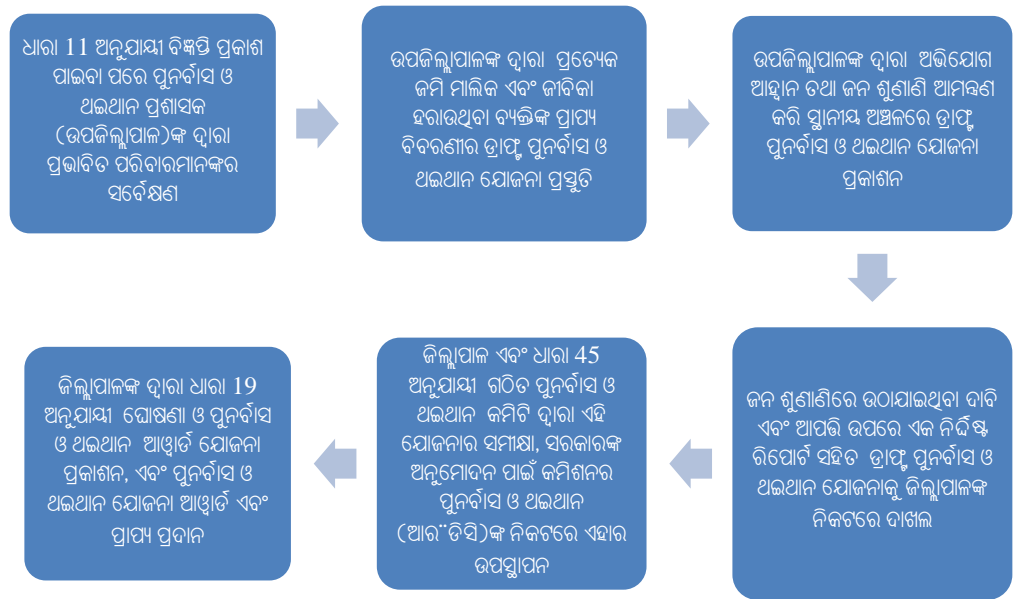 ଧାରା 11 ଅନୁଯାୟୀ ବିଜ୍ଞପ୍ତି ପ୍ରକାଶ
ପାଇବା ପରେ ପୁନର୍ବାସ ଓ
ଥଇଥାନ ପ୍ରଶାସକ
(ଉପଜିଲ୍ଲାପାଳ)ଙ୍କ ଦ୍ୱାରା
ପ୍ରଭାବିତ ପରିବାରମାନଙ୍କର
ସର୍ବେକ୍ଷଣ
ଉପଜିଲ୍ଲାପାଳଙ୍କ ଦ୍ୱାରା ପ୍ରତ୍ୟେକ
ଜମି ମାଲିକ ଏବଂ ଜୀବିକା
ହରାଉଥିବା ବ୍ୟକ୍ତିଙ୍କ ପ୍ରାପ୍ୟ
ବିବରଣୀର ଡ୍ରାଫ୍ଟ ପୁନର୍ବାସ ଓ
ଥଇଥାନ ଯୋଜନା ପ୍ରସ୍ତୁତି
ଉପଜିଲ୍ଲାପାଳଙ୍କ ଦ୍ୱାରା ଅଭିଯୋଗ
ଆହ୍ୱାନ ତଥା ଜନ ଶୁଣାଣି ଆମନ୍ତ୍ରଣ
କରି ସ୍ଥାନୀୟ ଅଞ୍ଚଳରେ ଡ୍ରାଫ୍ଟ
ପୁନର୍ବାସ ଓ ଥଇଥାନ ଯୋଜନା
ପ୍ରକାଶନ
ଜନ ଶୁଣାଣିରେ ଉଠାଯାଇଥିବା ଦାବି
ଏବଂ ଆପତ୍ତି ଉପରେ ଏକ ନିର୍ଦ୍ଦିଷ୍ଟ
ରିପୋର୍ଟ ସହିତ ଡ୍ରାଫ୍ଟ ପୁନର୍ବାସ ଓ
ଥଇଥାନ ଯୋଜନାକୁ ଜିଲ୍ଲାପାଳଙ୍କ
ନିକଟରେ ଦାଖଲ
ଜିଲ୍ଲାପାଳ ଏବଂ ଧାରା 45
ଅନୁଯାୟୀ ଗଠିତ ପୁନର୍ବାସ ଓ
ଥଇଥାନ କମିଟି ଦ୍ୱାରା ଏହି
ଯୋଜନାର ସମୀକ୍ଷା, ସରକାରଙ୍କ
ଅନୁମୋଦନ ପାଇଁ କମିଶନର
ପୁନର୍ବାସ ଓ ଥଇଥାନ
(ଆର¨ଡିସି)ଙ୍କ ନିକଟରେ ଏହାର
ଉପସ୍ଥାପନ
ଜିଲ୍ଲାପାଳଙ୍କ ଦ୍ୱାରା ଧାରା 19
ଅନୁଯାୟୀ ଘୋଷଣା ଓ ପୁନର୍ବାସ
ଓ ଥଇଥାନ ଆୱାର୍ଡ ଯୋଜନା
ପ୍ରକାଶନ, ଏବଂ ପୁନର୍ବାସ ଓ
ଥଇଥାନ ଯୋଜନା ଆୱାର୍ଡ ଏବଂ
ପ୍ରାପ୍ୟ ପ୍ରଦାନ